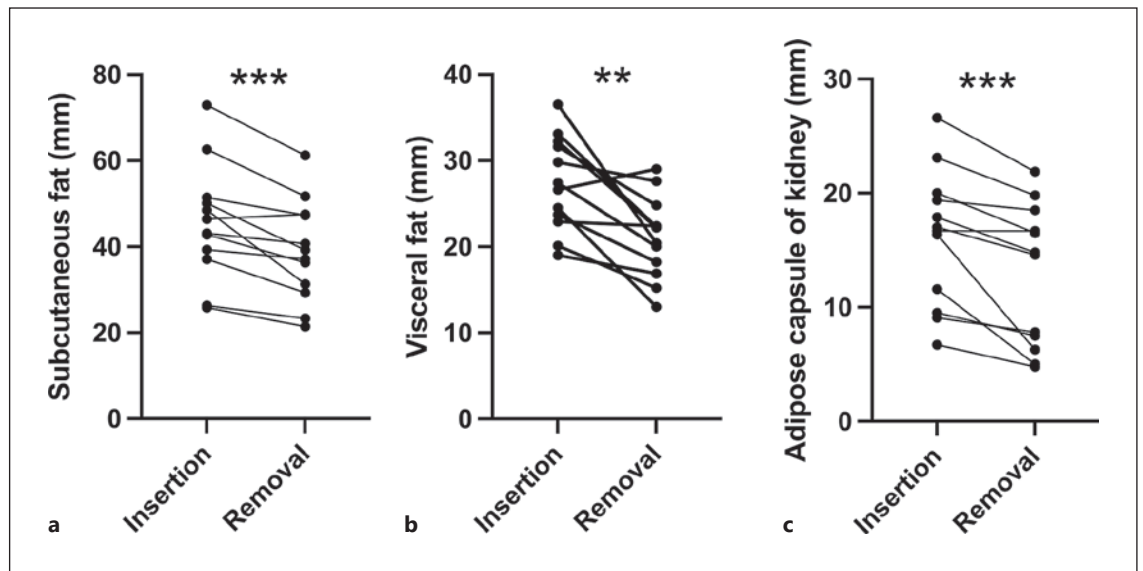 Subcutaneous fat (mm)
80
60
40
20
0
***
Insertion
Removal
a
Visceral fat (mm)
40
30
20
10
0
**
Insertion
Removal
b
Adipose capsule of kidney (mm)
30
20
10
0
***
Insertion
Removal
c